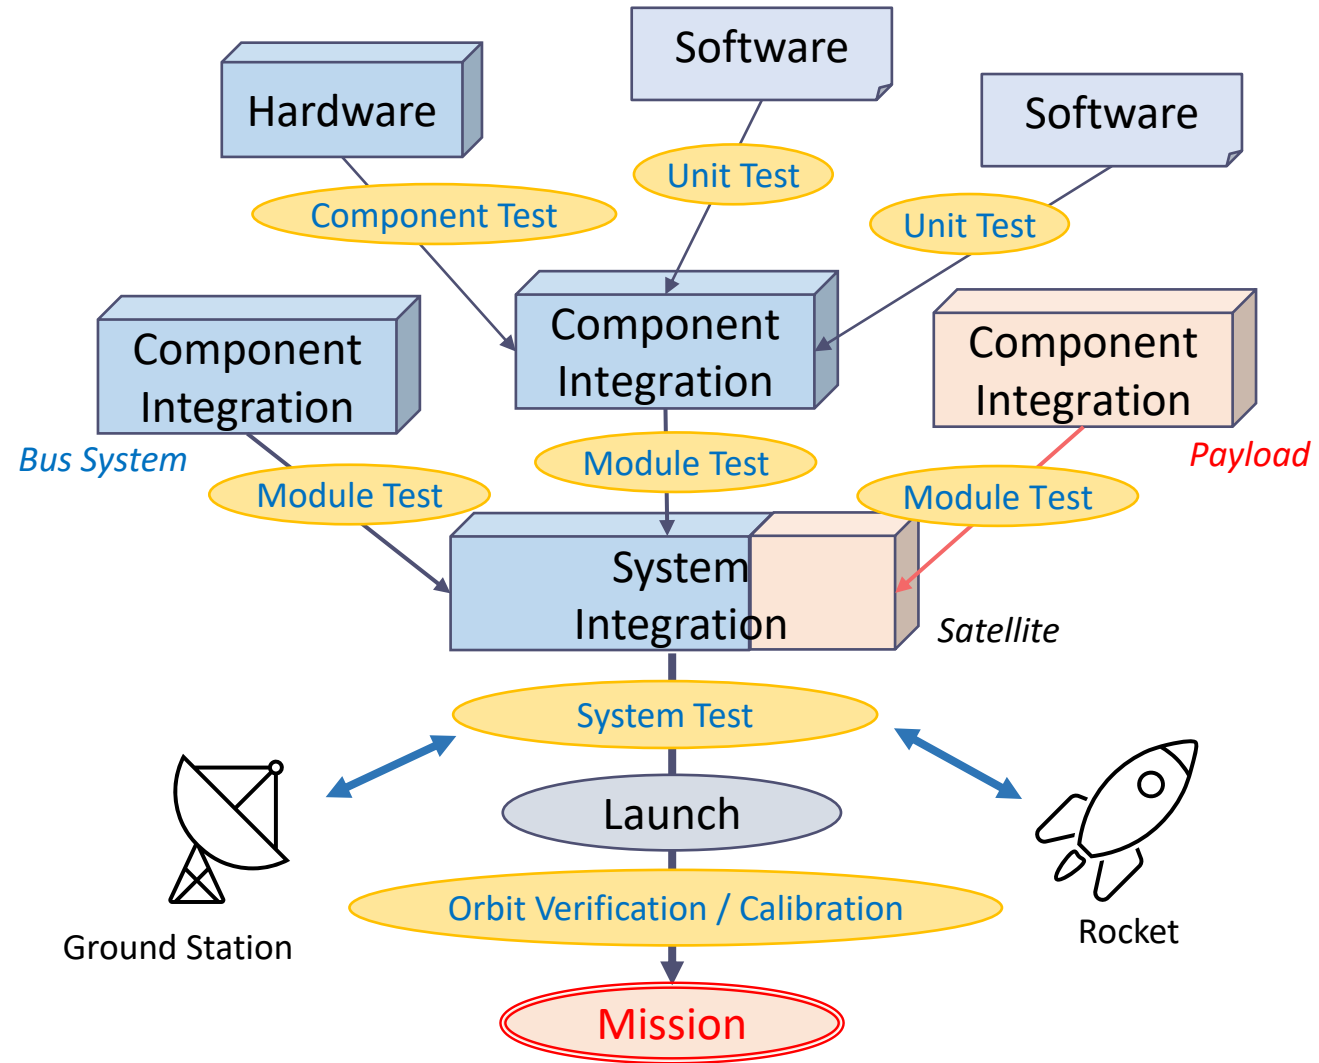 Software
Hardware
Software
Unit Test
Component Test
Unit Test
Component
Integration
Component
Integration
Component
Integration
Bus System
Payload
Module Test
Module Test
Module Test
System
Integration
Satellite
System Test
Launch
Orbit Verification / Calibration
Ground Station
Rocket
Mission